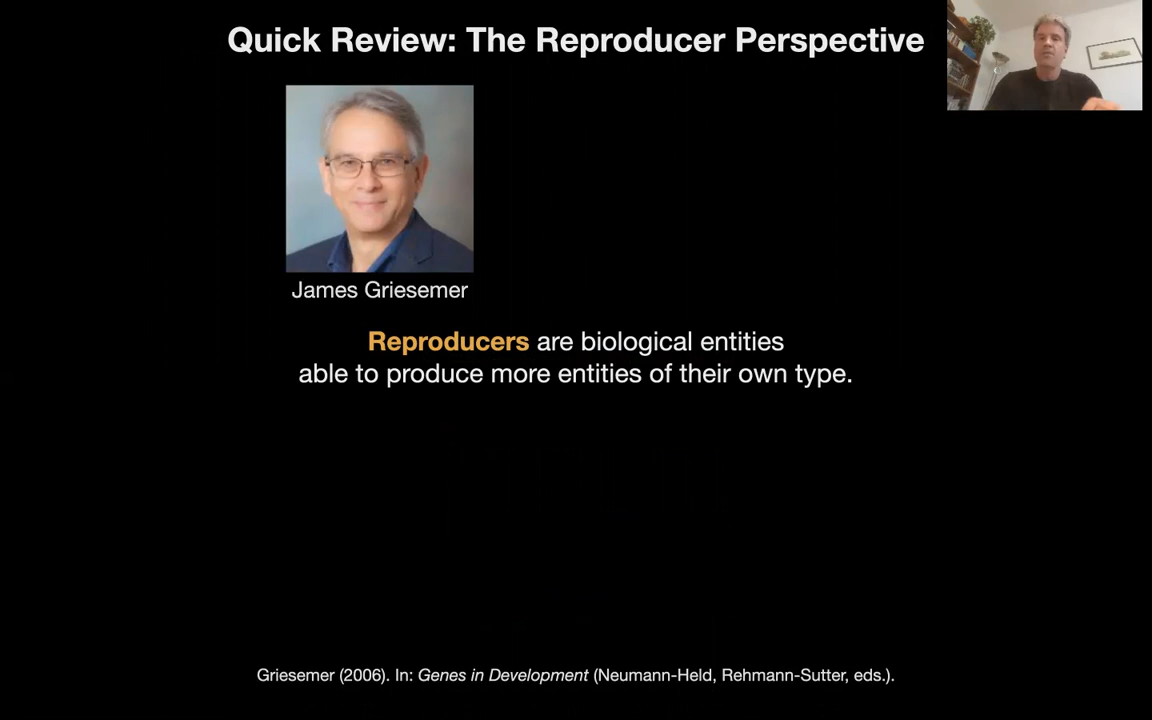 Quick Review: The Reproducer Perspective
James Griesemer
Reproducers are biological entities
able to produce more entities of their own type.
Griesemer (2006). In: Genes in Development (Neumann-Held, Rehmann-Sutter, eds.).